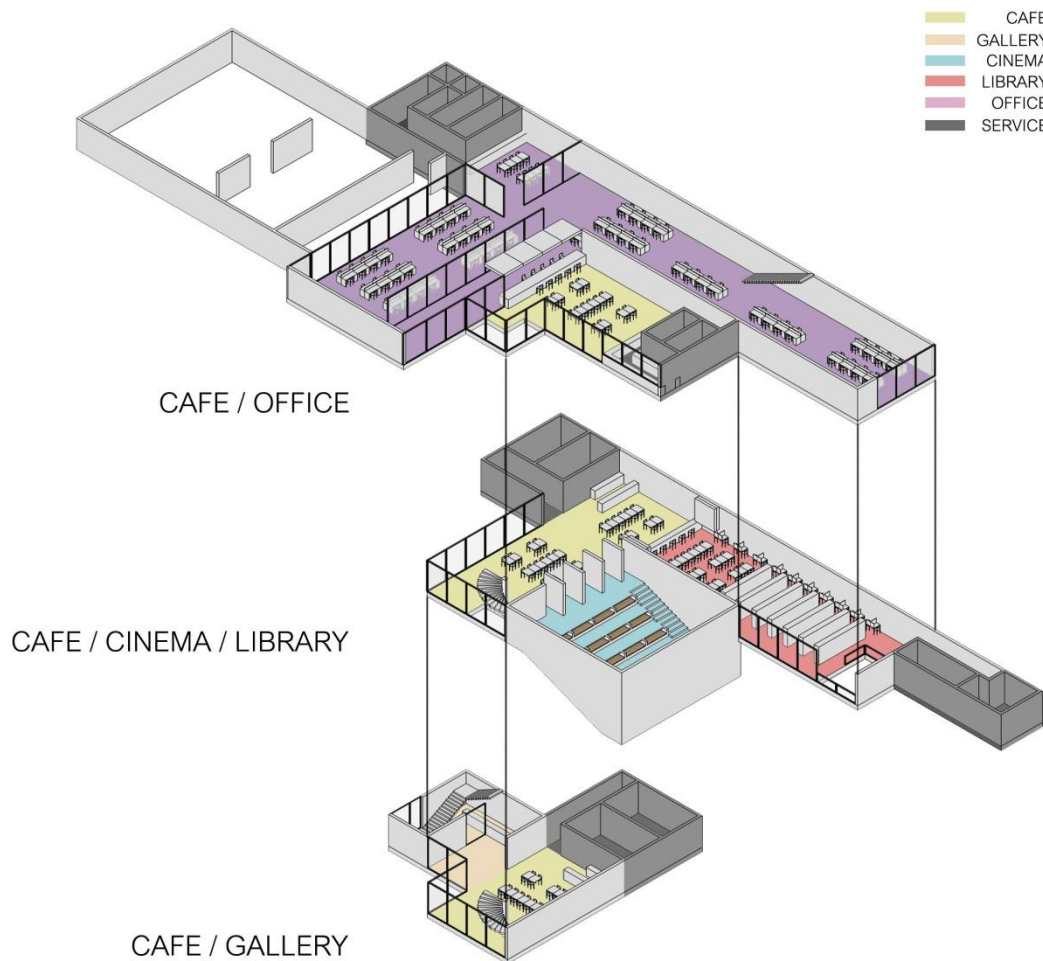 CAFE
GALLERY
CINEMA
LIBRARY
OFFICE
SERVICE
CAFE / OFFICE
CAFE / CINEMA / LIBRARY
CAFE / GALLERY